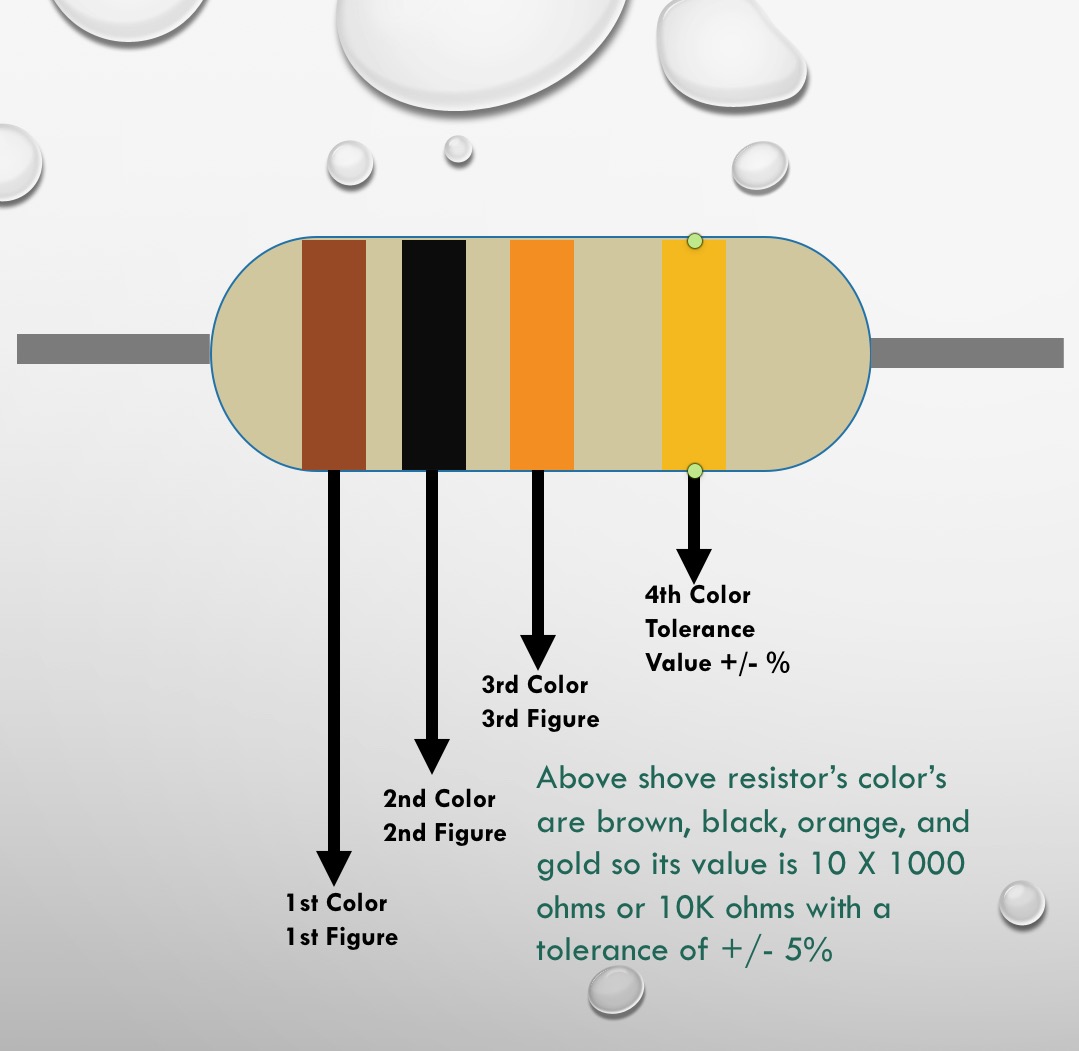 4th Color
Tolerance
Value +/- %
3rd Color
3rd Figure
2nd Color
2nd Figure
1st Color
1st Figure
Above shove resistor’s color’s
are brown, black, orange, and
gold so its value is 10 X 1000
ohms or 10K ohms with a
tolerance of +/- 5%